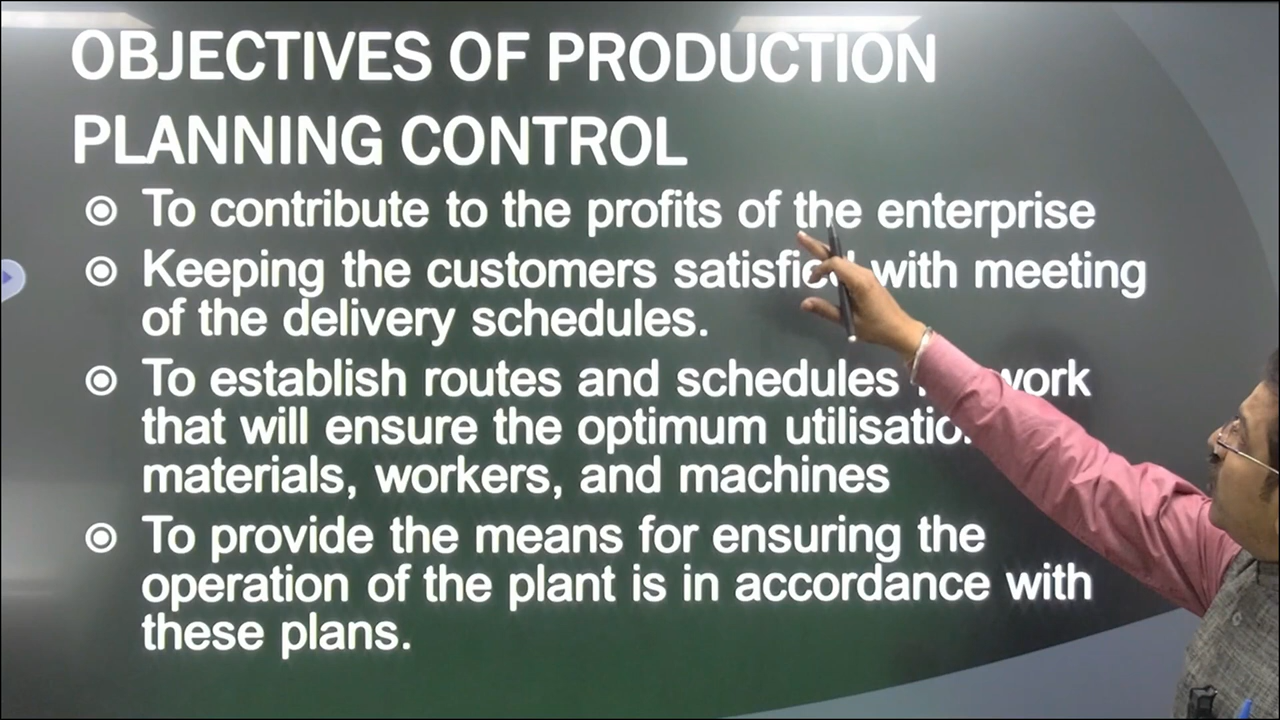 OBJECTIVES OF PRODUCTION
PLANNING CONTROL
To contribute to the profits of the enterprise
Keeping the customers satisfied with meeting
of the delivery schedules.
To establish routes and schedules work
that will ensure the optimum utilisation
materials, workers, and machines
To provide the means for ensuring the
operation of the plant is in accordance with
these plans.